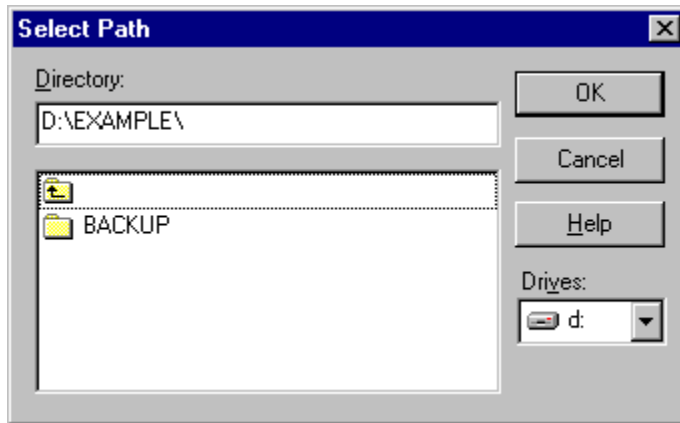 Select Path
Directory:
D:\EXAMPLE\
BACKUP
OK
Cancel
Help
Drives:
d: